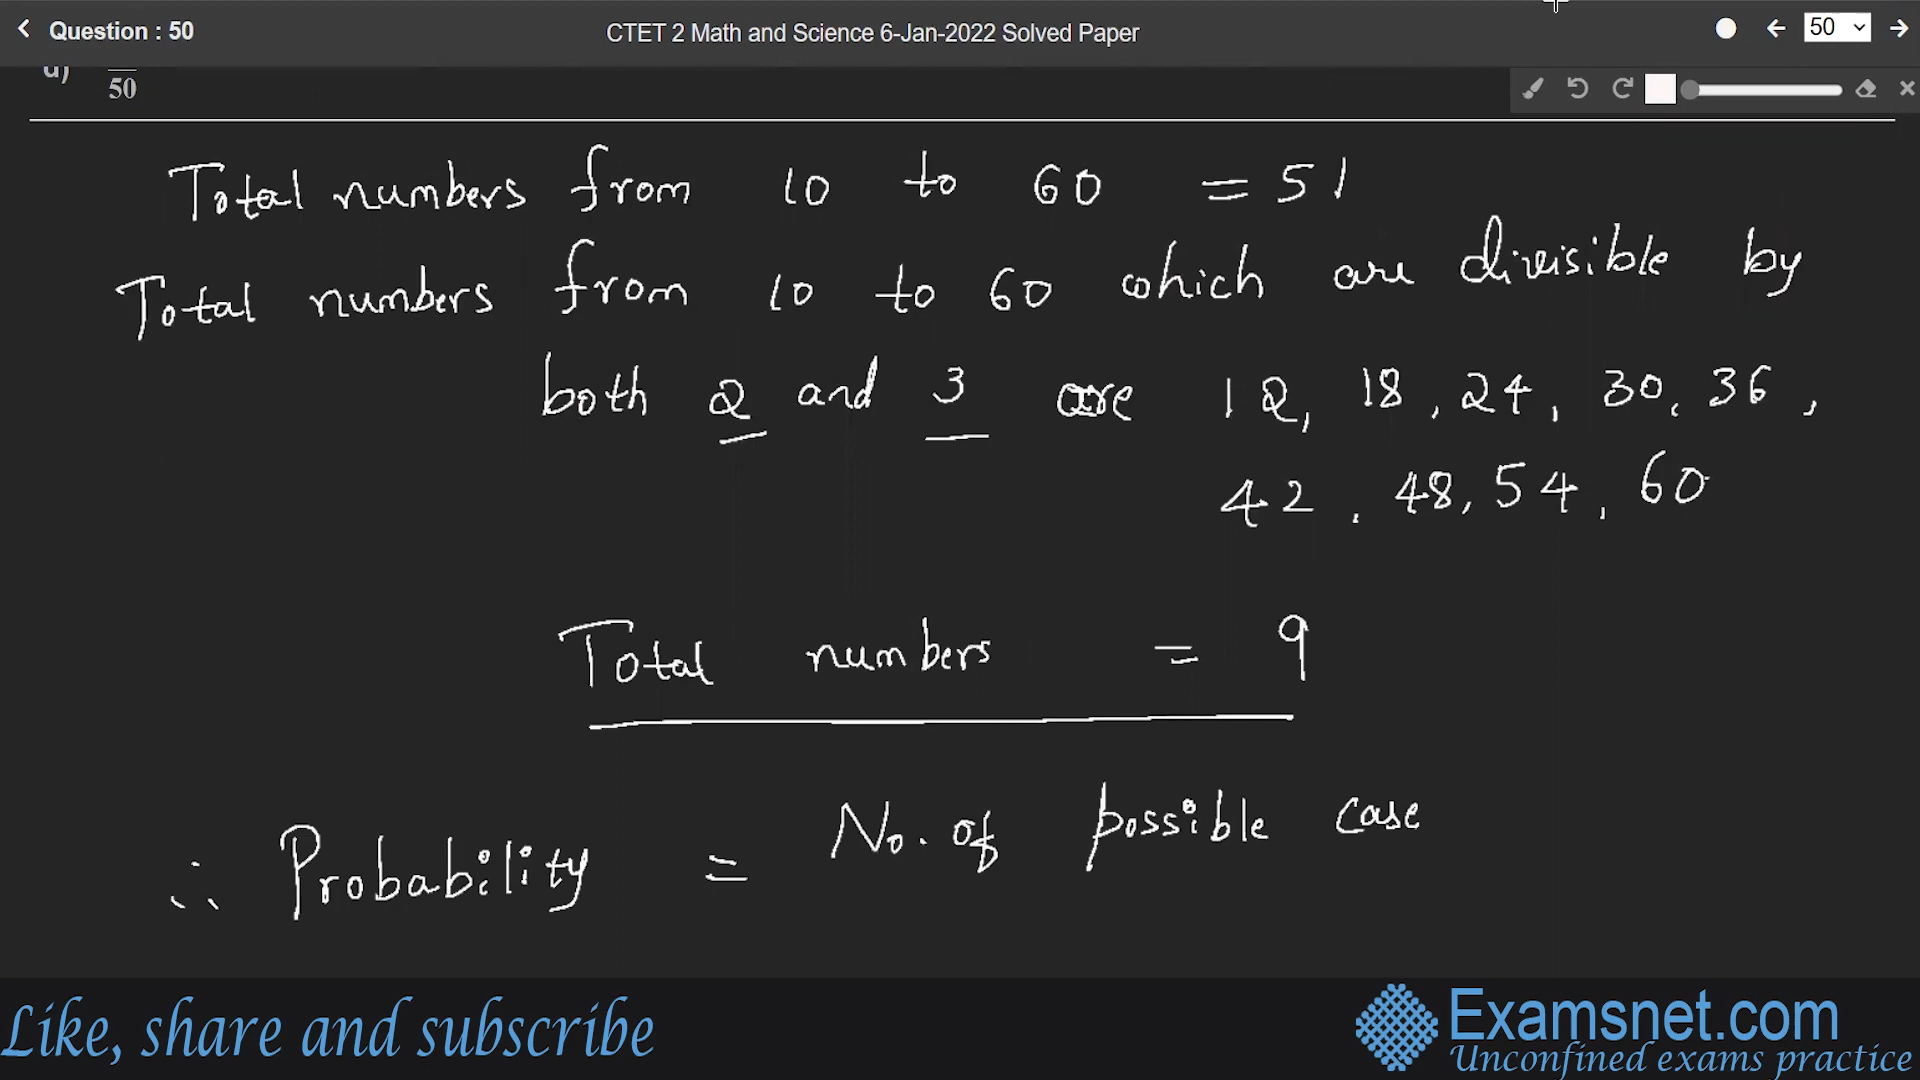 Question : 50
CTET 2 Math and Science 6-Jan-2022 Solved Paper
50
d)
50
Total numbers from 10 to 60 = 51
Total numbers from 10 to 60 which are divisible by
both 2 and 3 are 12, 18, 24, 30, 36,
42, 48, 54, 60
Total numbers = 9
∴ Probability = No. of possible case
Like, share and subscribe
Examsnet.com
Unconfined exams practice